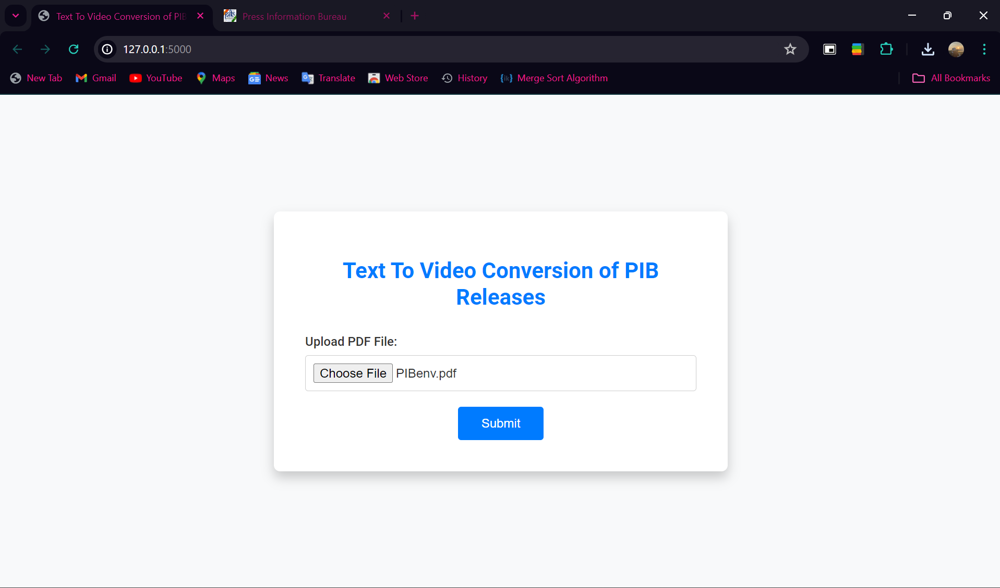 Text To Video Conversion of PIB
Press Information Bureau
127.0.0.1:5000
New Tab
Gmail
YouTube
Maps
News
Translate
Web Store
History
Merge Sort Algorithm
All Bookmarks
Text To Video Conversion of PIB
Releases
Upload PDF File:
Choose File PIBenv.pdf
Submit